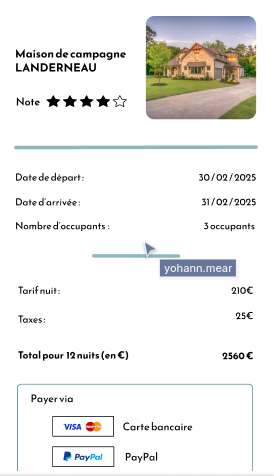 Maison de campagne
LANDERNEAU
Note
Date de départ : 30/02/2025
Date d'arrivée : 31/02/2025
Nombre d'occupants : 3 occupants
yohann.mear
Tarif nuit : 210€
Taxes : 25€
Total pour 12 nuits (en €) 2560 €
Payer via
VISA Carte bancaire
PayPal PayPal